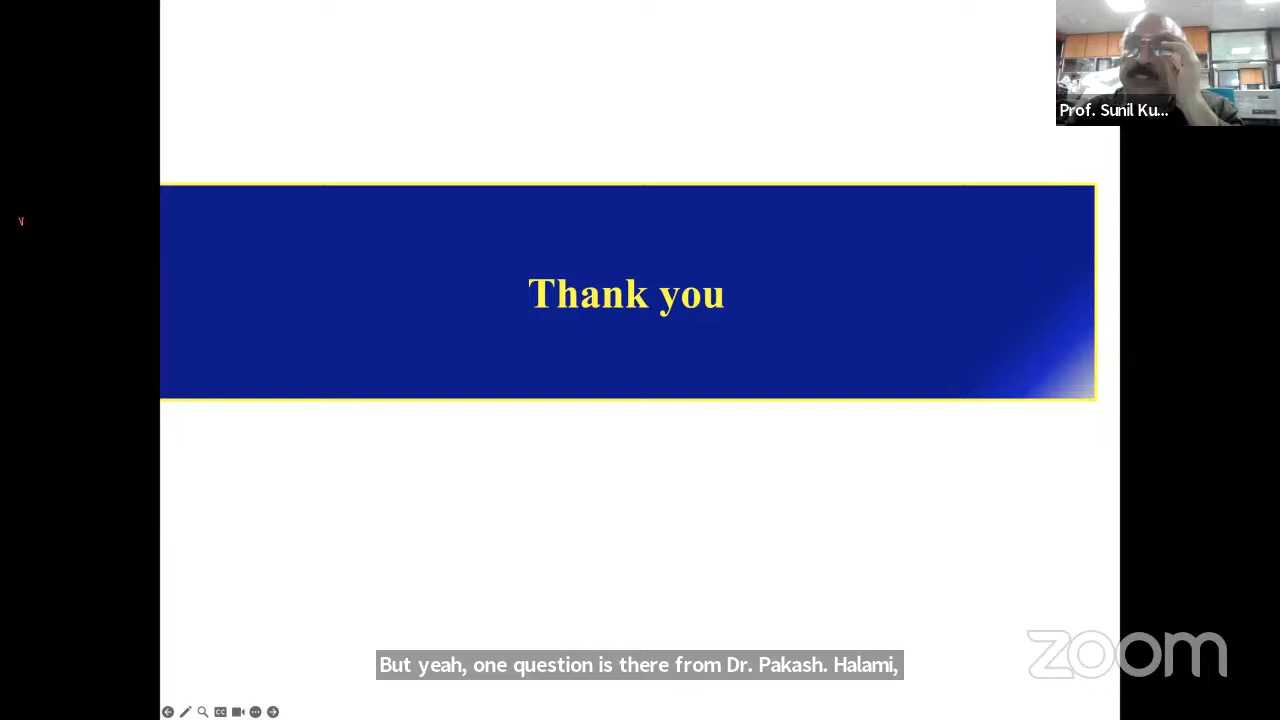 Prof. Sunil Ku...
Thank you
But yeah, one question is there from Dr. Pakash. Halami,
zoom